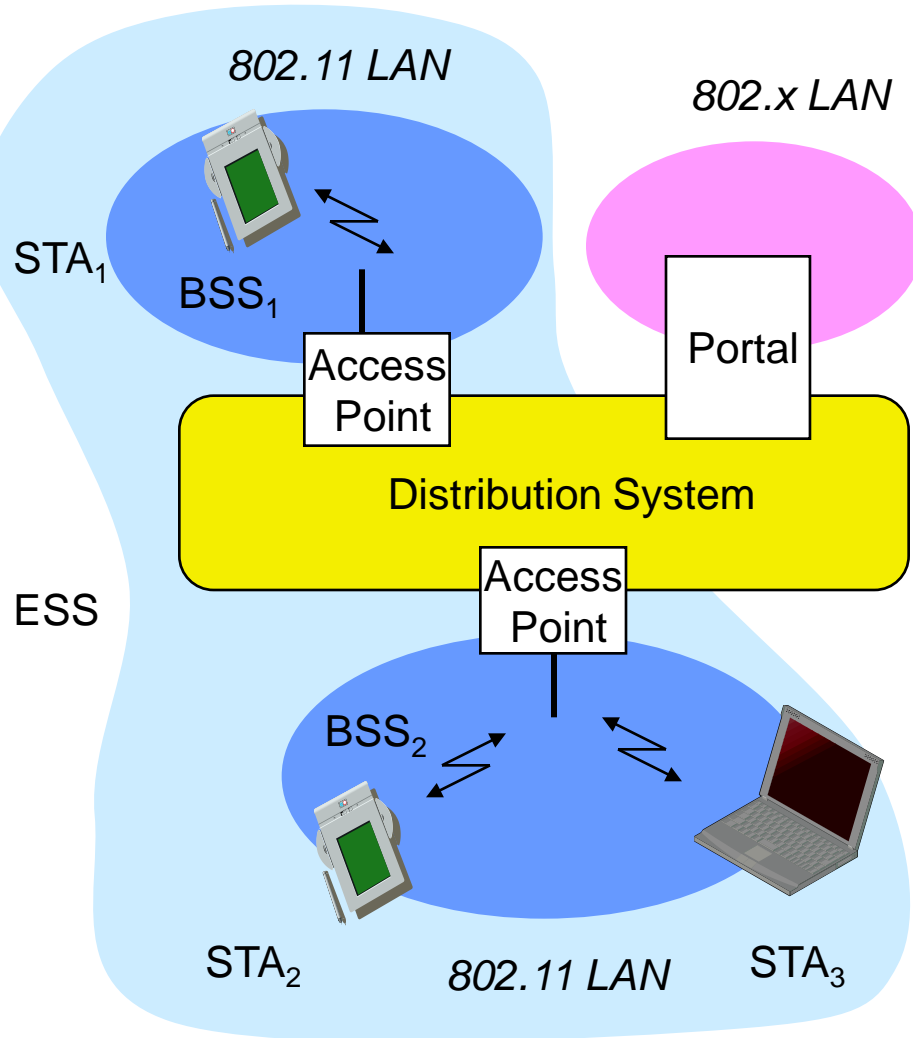 802.11 LAN
802.x LAN
STA₁
BSS₁
Access
Point
Portal
Distribution System
Access
Point
ESS
BSS₂
STA₂
802.11 LAN
STA₃